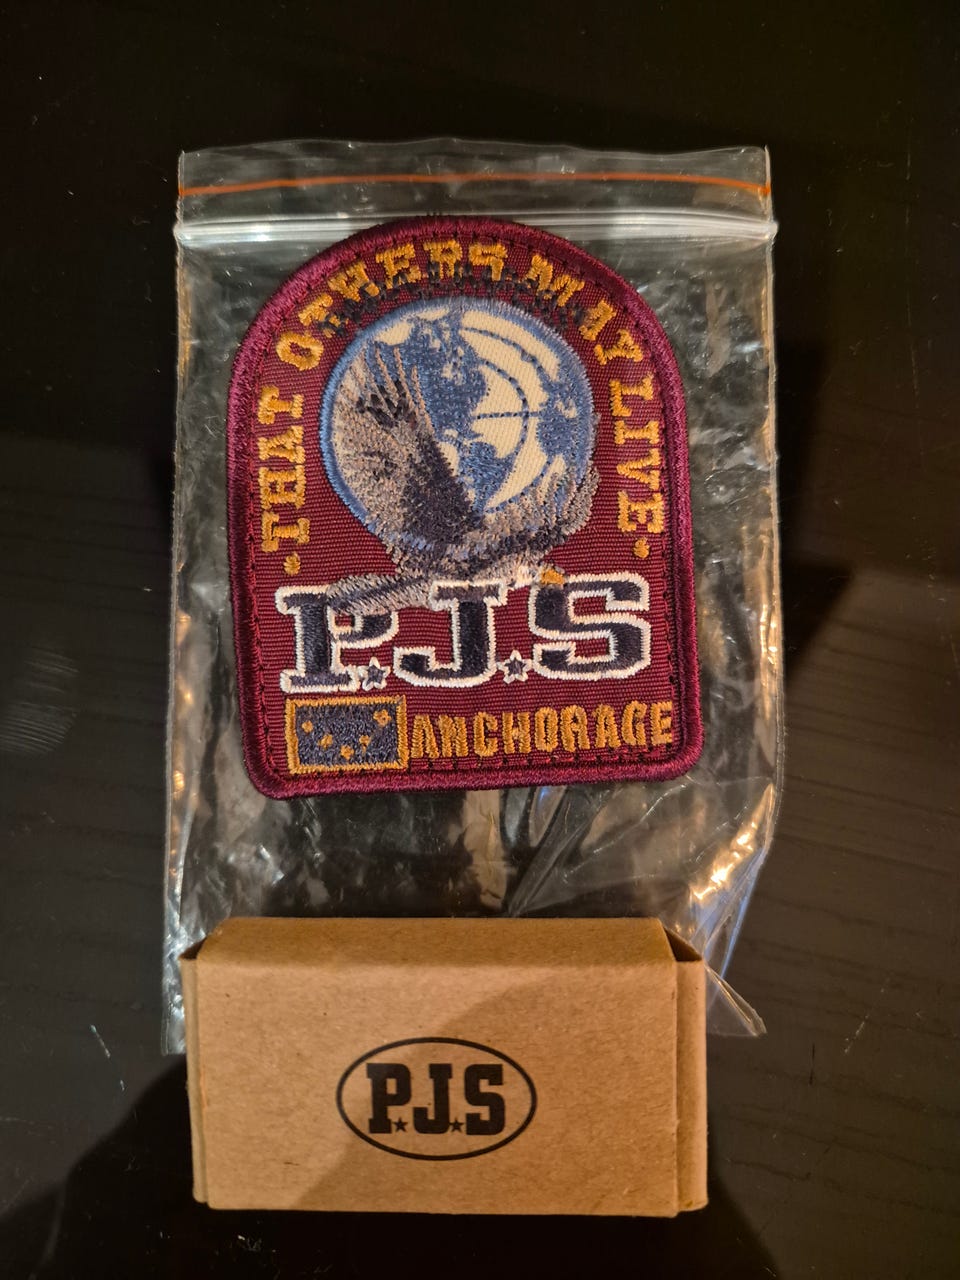 · THAT OTHERS MAY LIVE ·
P.J.S
ANCHORAGE
P.J.S